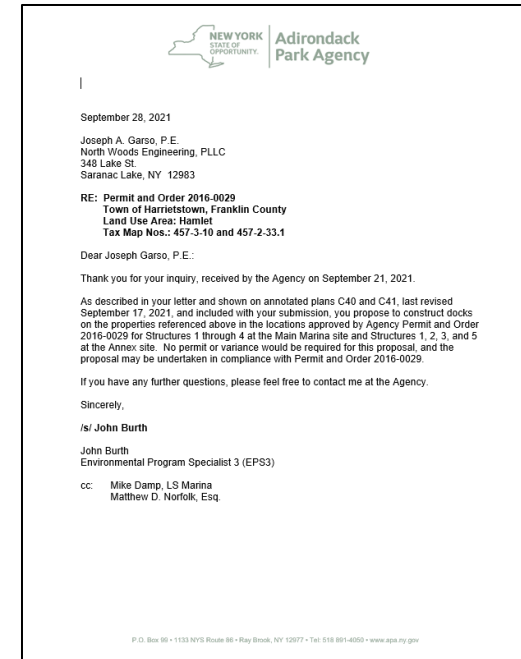 NEW YORK
STATE OF
OPPORTUNITY.
Adirondack
Park Agency
September 28, 2021
Joseph A. Garso, P.E.
North Woods Engineering, PLLC
348 Lake St.
Saranac Lake, NY 12983
RE: Permit and Order 2016-0029
Town of Harrietstown, Franklin County
Land Use Area: Hamlet
Tax Map Nos.: 457-3-10 and 457-2-33.1
Dear Joseph Garso, P.E.:
Thank you for your inquiry, received by the Agency on September 21, 2021.
As described in your letter and shown on annotated plans C40 and C41, last revised
September 17, 2021, and included with your submission, you propose to construct docks
on the properties referenced above in the locations approved by Agency Permit and Order
2016-0029 for Structures 1 through 4 at the Main Marina site and Structures 1, 2, 3, and 5
at the Annex site. No permit or variance would be required for this proposal, and the
proposal may be undertaken in compliance with Permit and Order 2016-0029.
If you have any further questions, please feel free to contact me at the Agency.
Sincerely,
/s/ John Burth
John Burth
Environmental Program Specialist 3 (EPS3)
cc: Mike Damp, LS Marina
Matthew D. Norfolk, Esq.
P.O. Box 99 • 1133 NYS Route 86 • Ray Brook, NY 12977 • Tel: 518 891-4050 • www.apa.ny.gov